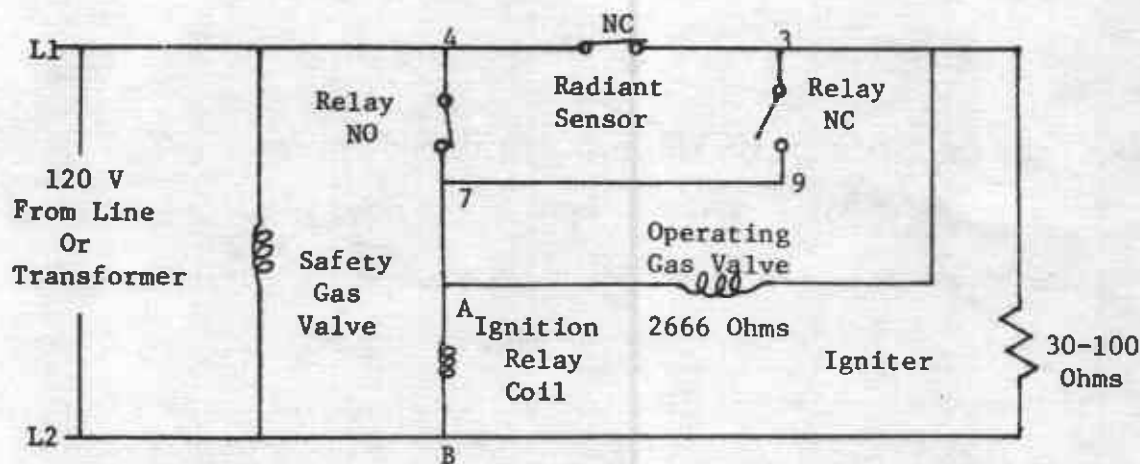 4
NC
3
L1
Relay
NO
Radiant
Sensor
Relay
NC
120 V
From Line
Or
Transformer
7
9
Safety
Gas
Valve
Operating
Gas Valve
2666 Ohms
A
Ignition
Relay
Coil
Igniter
30-100
Ohms
L2
B